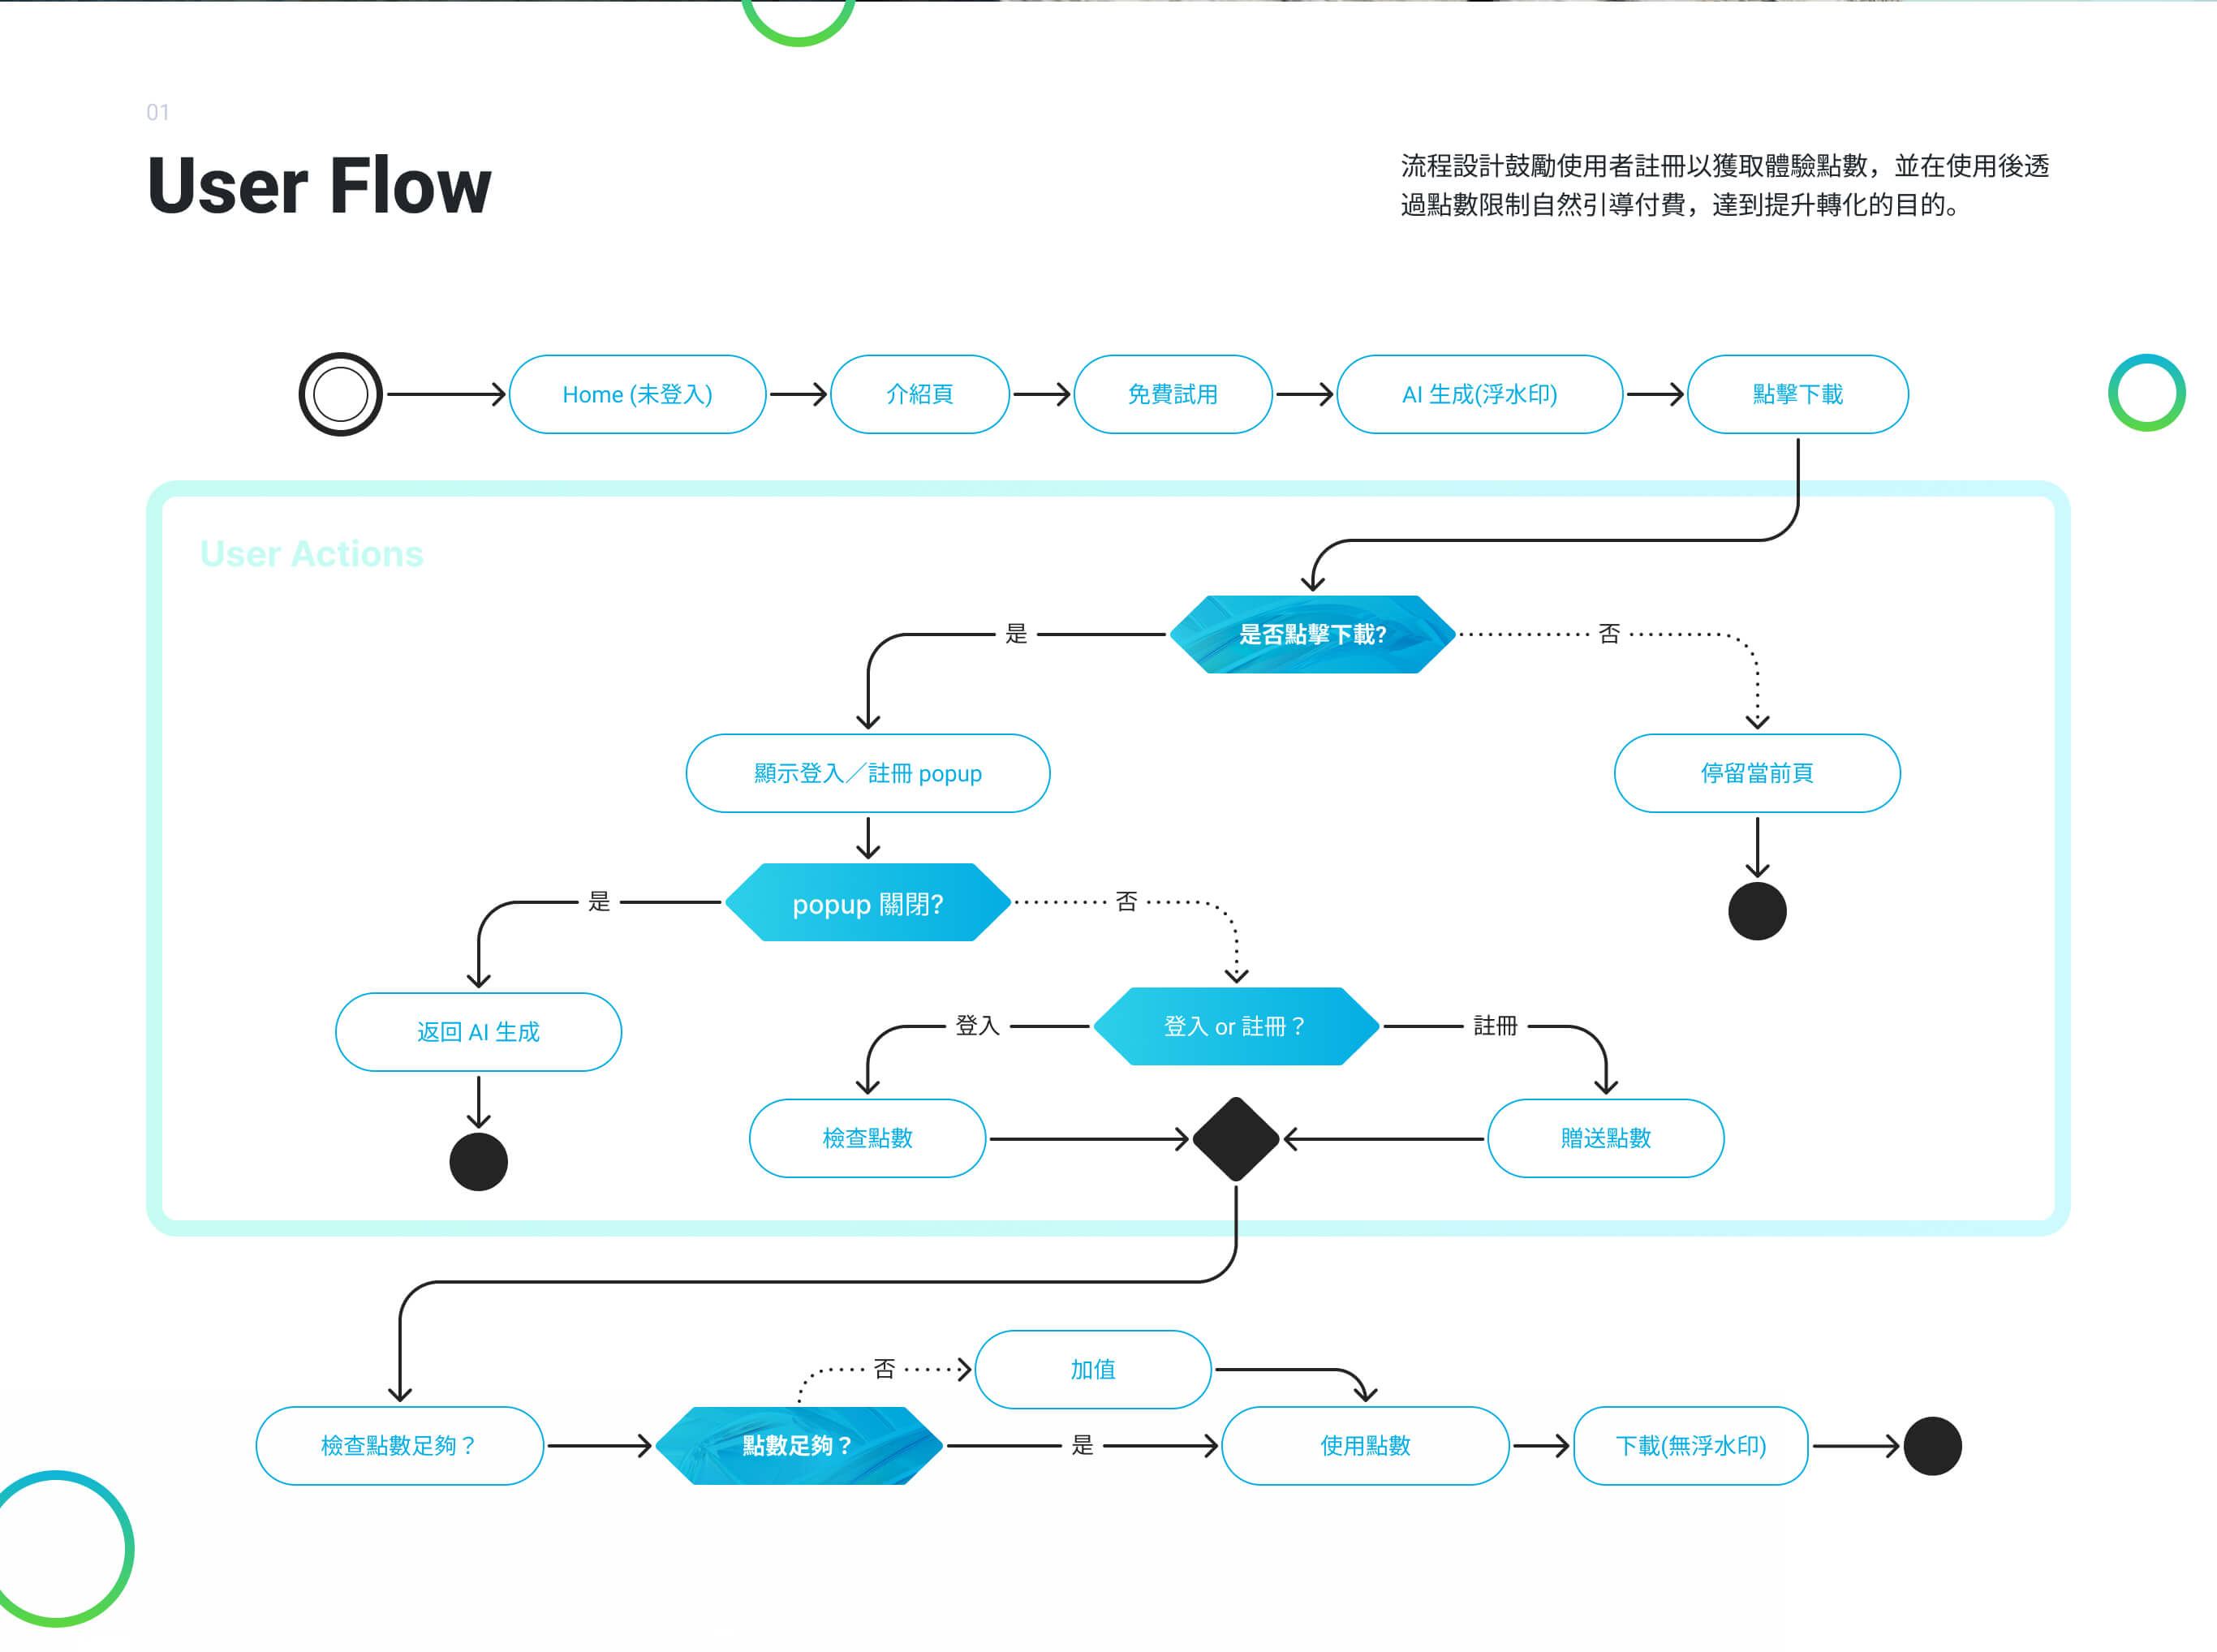 01
User Flow
流程設計鼓勵使用者註冊以獲取體驗點數，並在使用後透
過點數限制自然引導付費，達到提升轉化的目的。
Home (未登入)
介紹頁
免費試用
AI 生成(浮水印)
點擊下載
User Actions
是
是否點擊下載?
否
顯示登入／註冊 popup
停留當前頁
是
popup 關閉?
否
返回 AI 生成
登入
登入 or 註冊？
註冊
檢查點數
贈送點數
否
加值
檢查點數足夠？
點數足夠？
是
使用點數
下載(無浮水印)